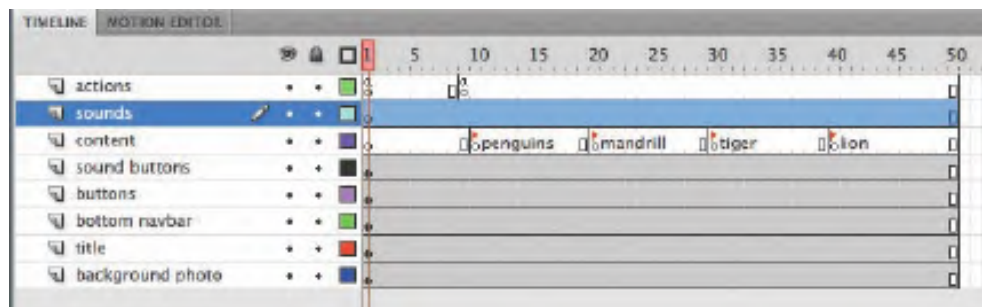 TIMELINE MOTION EDITOR
1 5 10 15 20 25 30 35 40 45 50
actions
sounds
content penguins mandrill tiger lion
sound buttons
buttons
bottom navbar
title
background photo